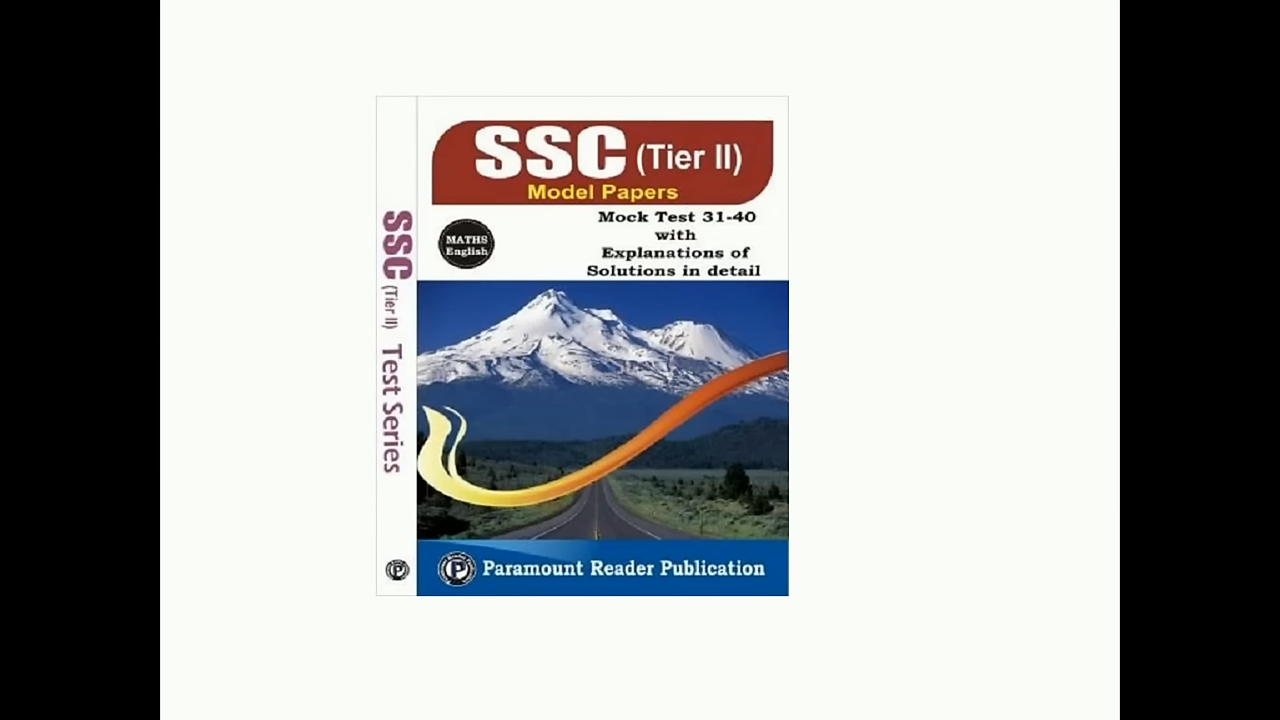 SSC (Tier II)
Model Papers
Mock Test 31-40
with
Explanations of
Solutions in detail
MATHS
English
SSC (Tier II) Test Series
P
P
Paramount Reader Publication